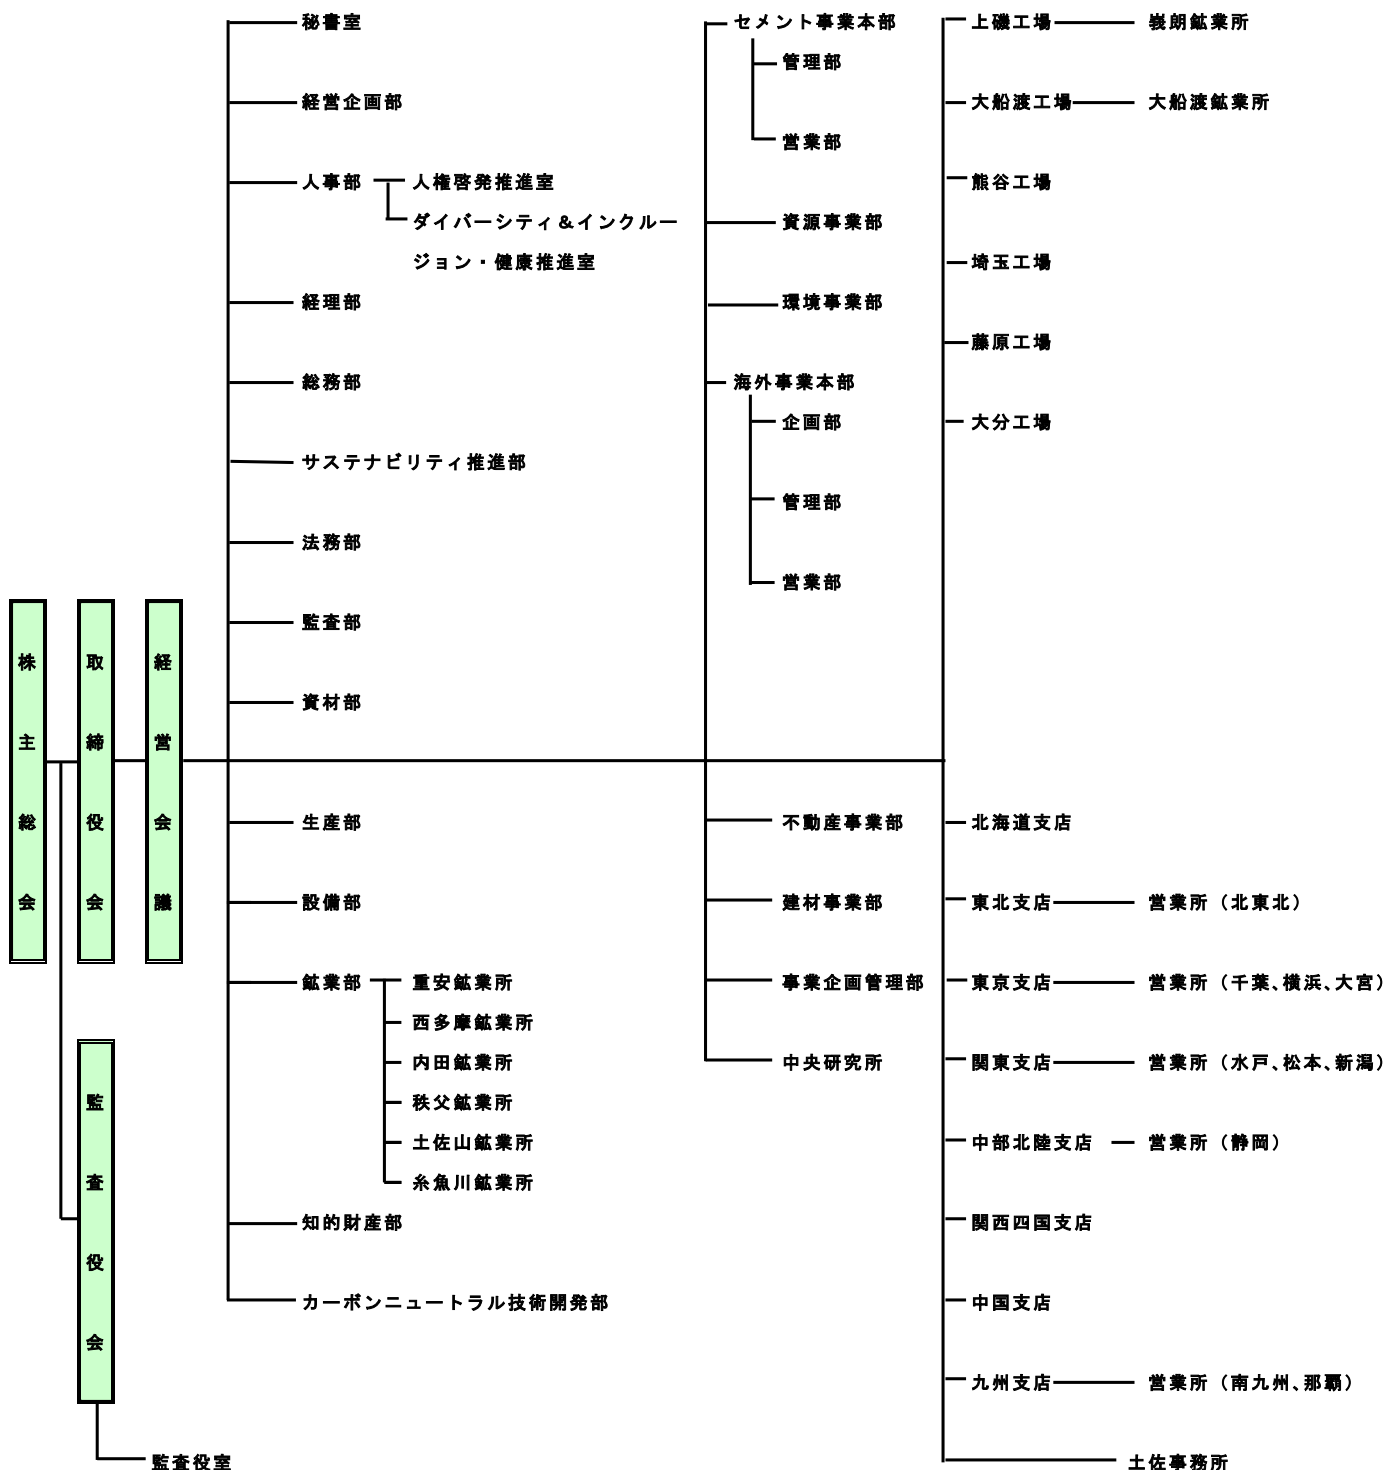 株主総会
取締役会
経営会議
監査役会
監査役室
秘書室
経営企画部
人事部
人権啓発推進室
ダイバーシティ＆インクルー
ジョン・健康推進室
経理部
総務部
サステナビリティ推進部
法務部
監査部
資材部
生産部
設備部
鉱業部
重安鉱業所
西多摩鉱業所
内田鉱業所
秩父鉱業所
土佐山鉱業所
糸魚川鉱業所
知的財産部
カーボンニュートラル技術開発部
セメント事業本部
管理部
営業部
資源事業部
環境事業部
海外事業本部
企画部
管理部
営業部
不動産事業部
建材事業部
事業企画管理部
中央研究所
上磯工場
峩朗鉱業所
大船渡工場
大船渡鉱業所
熊谷工場
埼玉工場
藤原工場
大分工場
北海道支店
東北支店
営業所（北東北）
東京支店
営業所（千葉、横浜、大宮）
関東支店
営業所（水戸、松本、新潟）
中部北陸支店
営業所（静岡）
関西四国支店
中国支店
九州支店
営業所（南九州、那覇）
土佐事務所